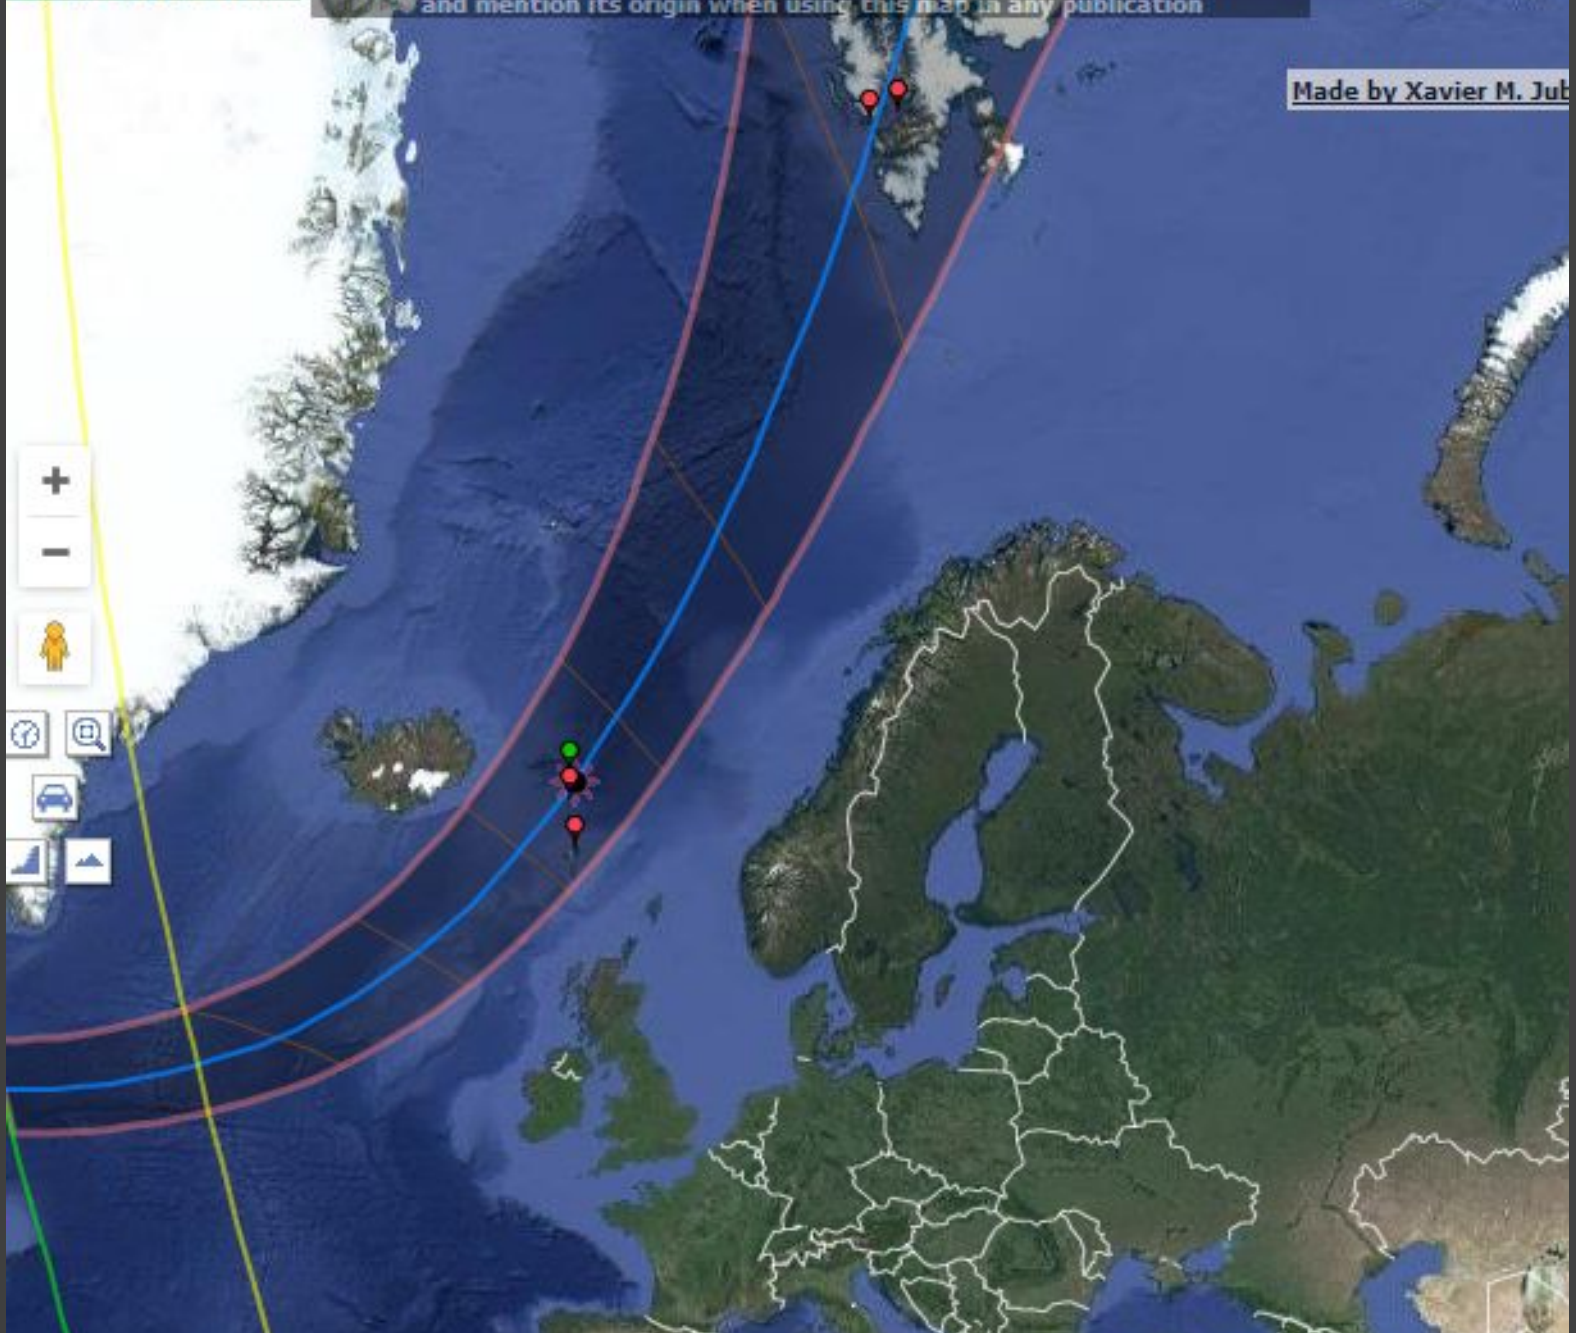 and mention its origin when using this map in any publication
Made by Xavier M. Jub